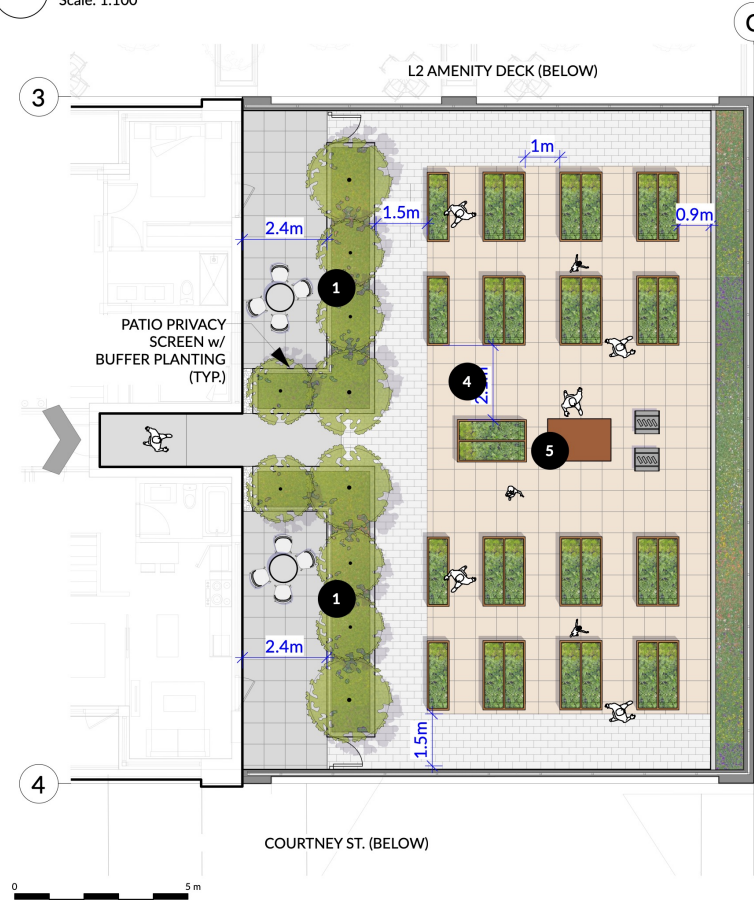 Scale: 1:100
3
L2 AMENITY DECK (BELOW)
1m
1.5m
0.9m
2.4m
1
PATIO PRIVACY
SCREEN w/
BUFFER PLANTING
(TYP.)
4
5
1
2.4m
1.5m
4
COURTNEY ST. (BELOW)
0
5 m